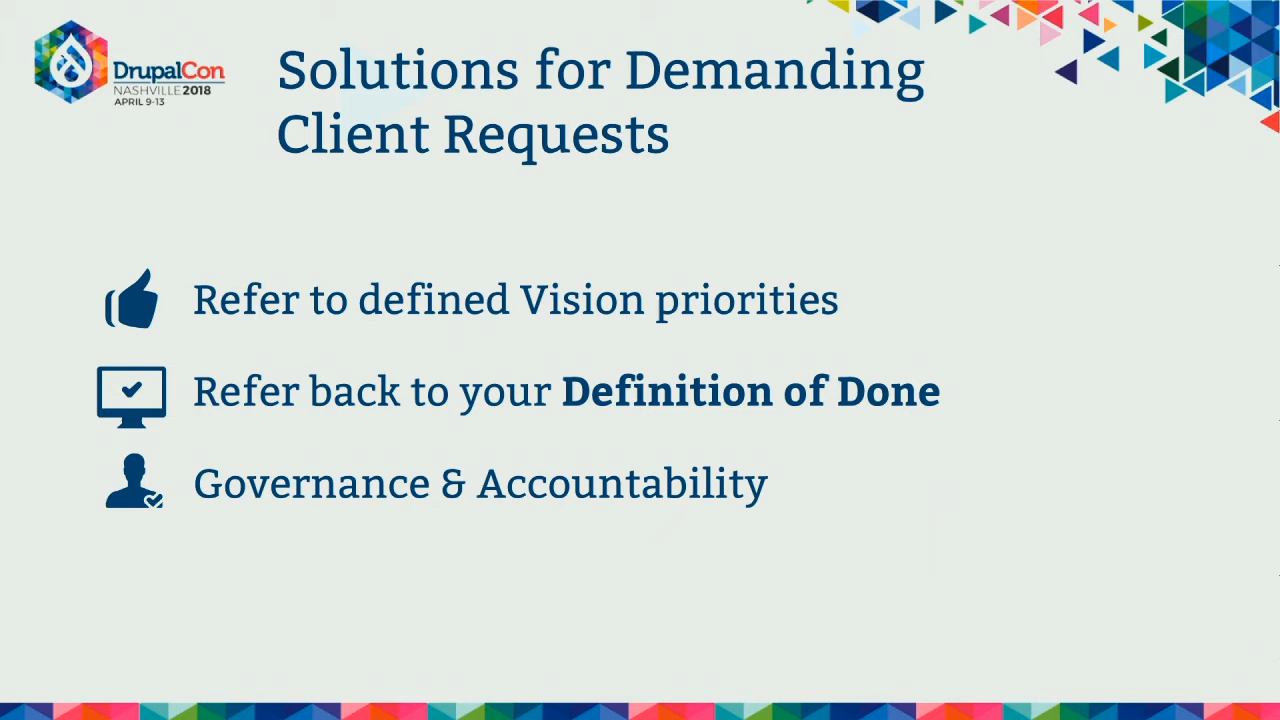 DrupalCon
NASHVILLE 2018
APRIL 9-13
Solutions for Demanding
Client Requests
Refer to defined Vision priorities
Refer back to your Definition of Done
Governance & Accountability